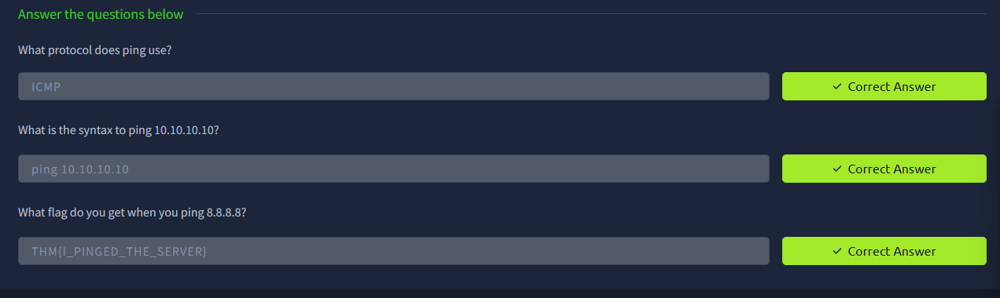 Answer the questions below
What protocol does ping use?
ICMP
Correct Answer
What is the syntax to ping 10.10.10.10?
ping 10.10.10.10
Correct Answer
What flag do you get when you ping 8.8.8.8?
THM{I_PINGED_THE_SERVER}
Correct Answer